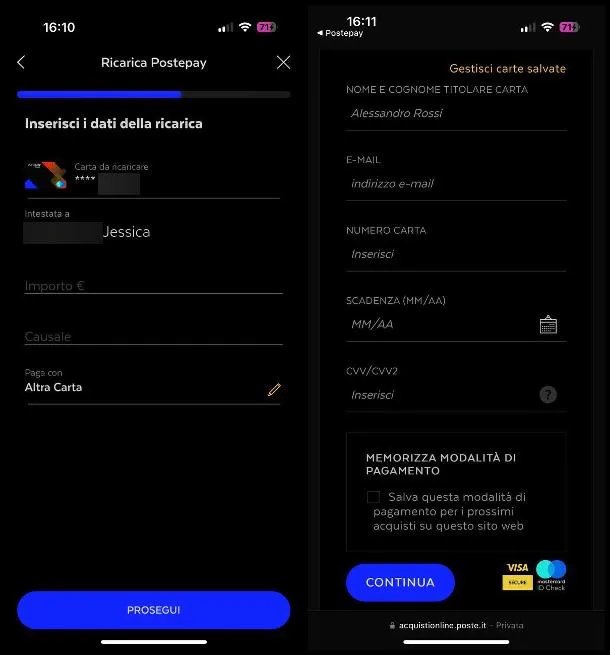 16:10
71
Ricarica Postepay
Inserisci i dati della ricarica
Carta da ricaricare
****
Intestata a
Jessica
Importo €
Causale
Paga con
Altra Carta
PROSEGUI
16:11
71
Postepay
Gestisci carte salvate
NOME E COGNOME TITOLARE CARTA
Alessandro Rossi
E-MAIL
indirizzo e-mail
NUMERO CARTA
Inserisci
SCADENZA (MM/AA)
MM/AA
CVV/CVV2
Inserisci
?
MEMORIZZA MODALITÀ DI
PAGAMENTO
Salva questa modalità di
pagamento per i prossimi
acquisti su questo sito web
CONTINUA
VISA
SECURE
mastercard
ID Check
acquistionline.poste.it - Privata